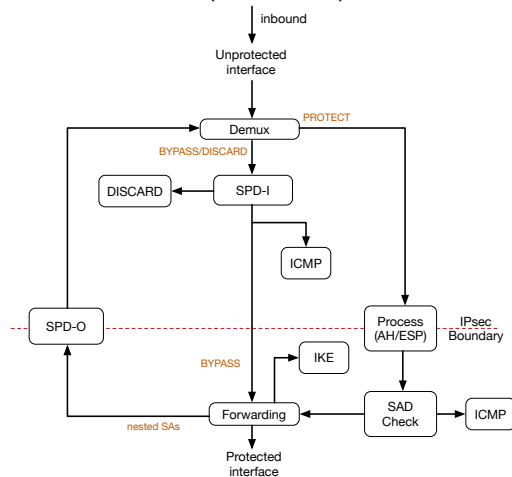 inbound
Unprotected
interface
PROTECT
Demux
BYPASS/DISCARD
DISCARD
SPD-I
ICMP
SPD-O
Process
(AH/ESP)
IPsec
Boundary
BYPASS
IKE
nested SAs
Forwarding
SAD
Check
ICMP
Protected
interface